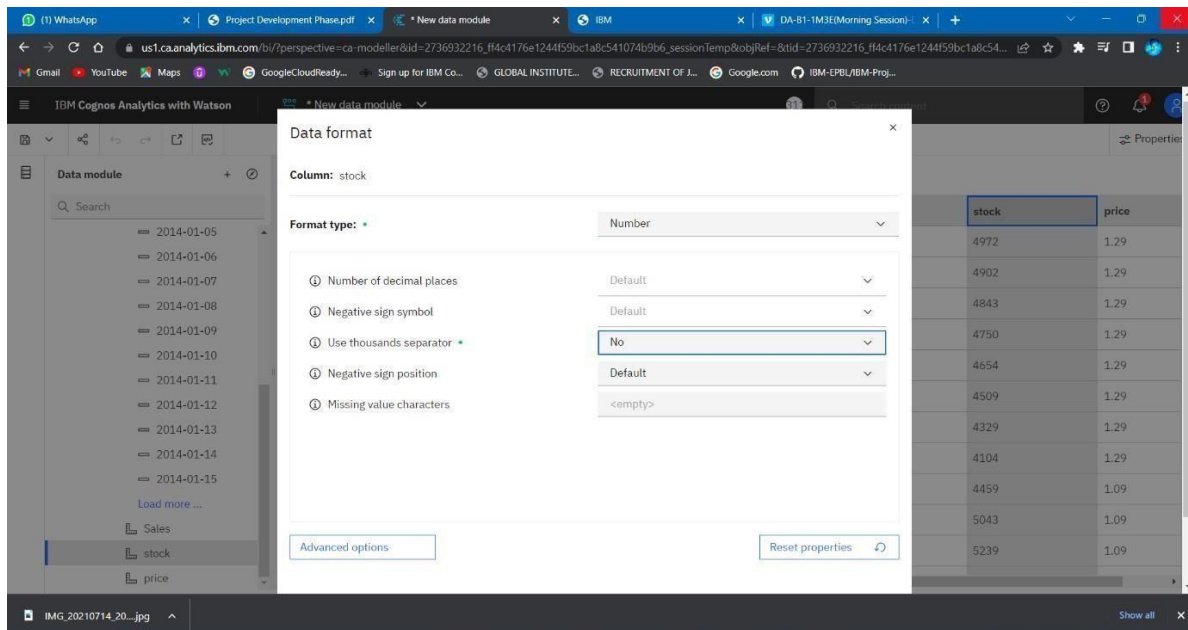 (1) WhatsApp
Project Development Phase.pdf
* New data module
IBM
DA-B1-1M3E(Morning Session)-
us1.ca.analytics.ibm.com/bi/?perspective=ca-modeller&id=2736932216_ff4c4176e1244f59bc1a8c541074b9b6_sessionTemp&objRef=&tid=2736932216_ff4c4176e1244f59bc1a8c54...
Gmail YouTube Maps GoogleCloudReady... Sign up for IBM Co... GLOBAL INSTITUTE... RECRUITMENT OF J... Google.com IBM-EPBL/IBM-Proj...
IBM Cognos Analytics with Watson
* New data module
Search content
1
Properties
Data module
Search
2014-01-05
2014-01-06
2014-01-07
2014-01-08
2014-01-09
2014-01-10
2014-01-11
2014-01-12
2014-01-13
2014-01-14
2014-01-15
Load more ...
Sales
stock
price
Data format
Column: stock
Format type: Number
Number of decimal places Default
Negative sign symbol Default
Use thousands separator No
Negative sign position Default
Missing value characters <empty>
Advanced options
Reset properties
stock price
4972 1.29
4902 1.29
4843 1.29
4750 1.29
4654 1.29
4509 1.29
4329 1.29
4104 1.29
4459 1.09
5043 1.09
5239 1.09
IMG_20210714_20....jpg
Show all